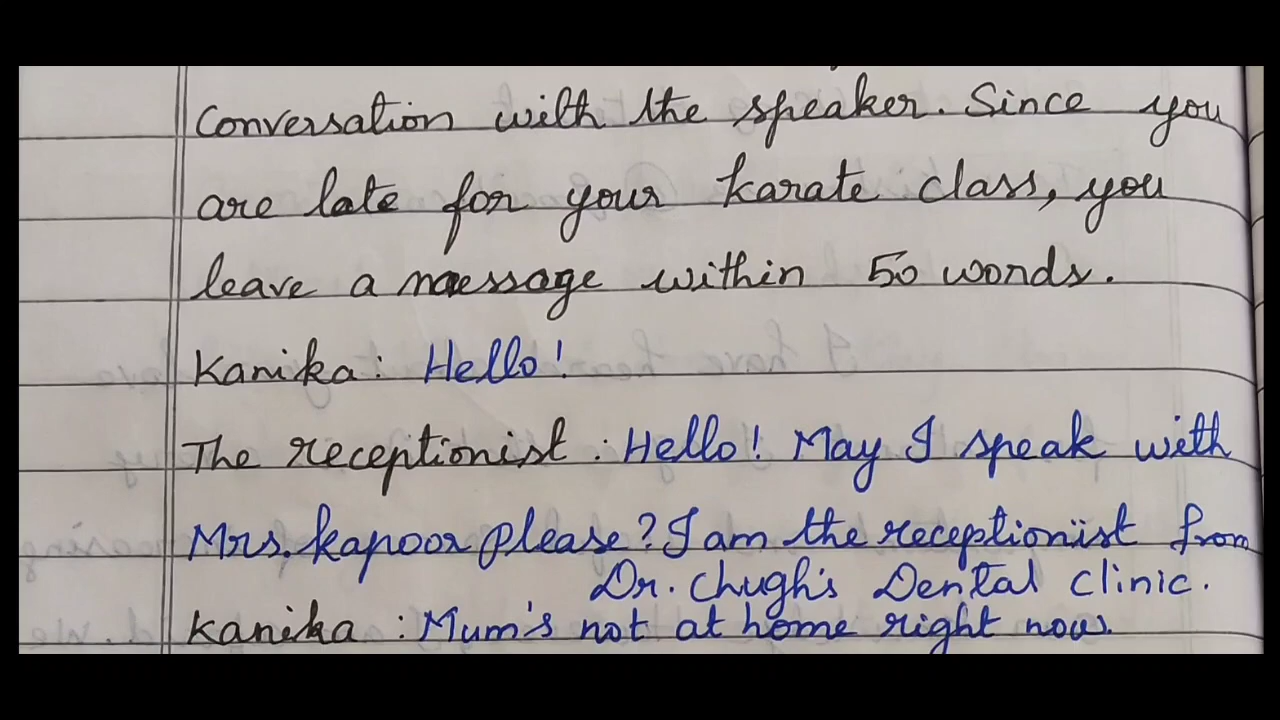 Conversation with the speaker. Since you
are late for your karate class, you
leave a message within 50 words.
Kanika: Hello!
The receptionist: Hello! May I speak with
Mrs. Kapoor please? I am the receptionist from
Dr. Chugh's Dental Clinic.
Kanika: Mum's not at home right now.